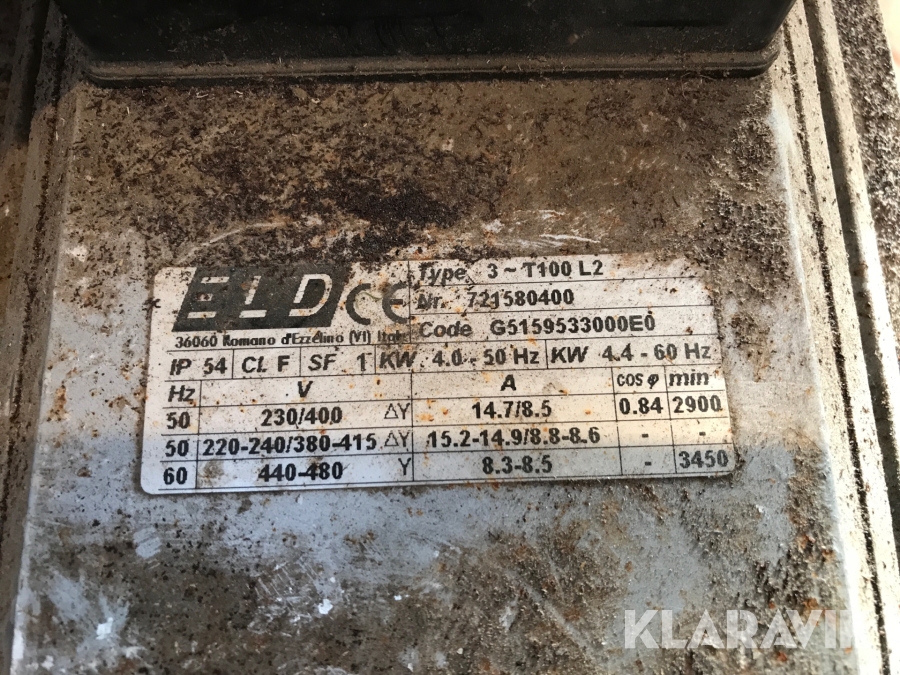 ELD CE
36060 Romano d'Ezzelino (VI) Italy
Type 3 ~ T100 L2
Nr. 721580400
Code G5159533000E0
IP 54 Cl. F SF 1 KW 4.0 - 50 Hz KW 4.4 - 60 Hz
Hz V A cos φ min
50 230/400 ΔY 14.7/8.5 0.84 2900
50 220-240/380-415 ΔY 15.2-14.9/8.8-8.6 - -
60 440-480 Y 8.3-8.5 - 3450
KLARAVI